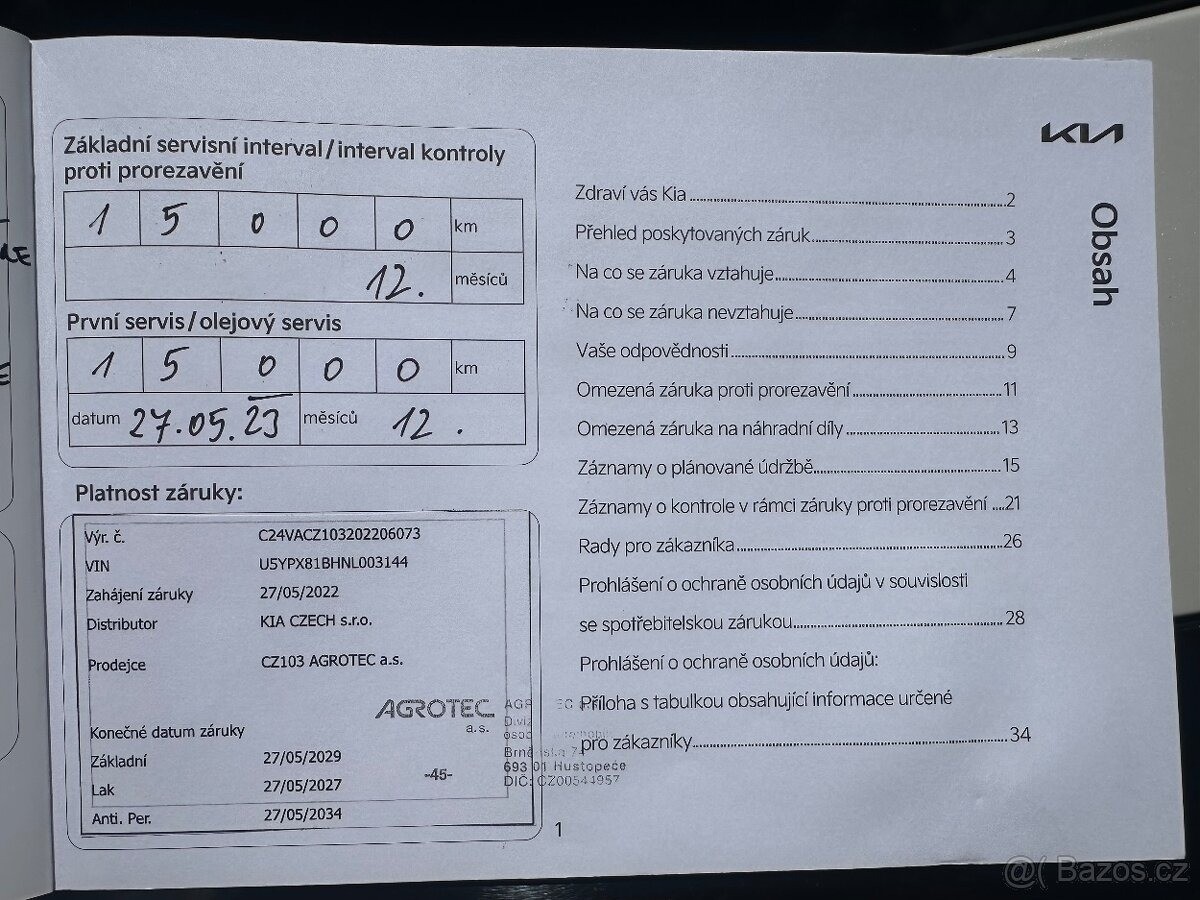 KIA
Obsah
Základní servisní interval/interval kontroly
proti prorezavění
1 5 0 0 0 km
12. měsíců
První servis/olejový servis
1 5 0 0 0 km
datum 27.05.23 měsíců 12.
Platnost záruky:
Výr. č. C24VACZ103202206073
VIN U5YPX81BHNL003144
Zahájení záruky 27/05/2022
Distributor KIA CZECH s.r.o.
Prodejce CZ103 AGROTEC a.s.
AGROTEC
a.s.
Konečné datum záruky
Základní 27/05/2029
-45-
Lak 27/05/2027
Anti. Per. 27/05/2034
693 01 Hustopeče
DIČ: CZ00544957
Zdraví vás Kia 2
Přehled poskytovaných záruk 3
Na co se záruka vztahuje 4
Na co se záruka nevztahuje 7
Vaše odpovědnosti 9
Omezená záruka proti prorezavění 11
Omezená záruka na náhradní díly 13
Záznamy o plánované údržbě 15
Záznamy o kontrole v rámci záruky proti prorezavění 21
Rady pro zákazníka 26
Prohlášení o ochraně osobních údajů v souvislosti
se spotřebitelskou zárukou 28
Prohlášení o ochraně osobních údajů:
Příloha s tabulkou obsahující informace určené
pro zákazníky 34
1
@( Bazos.cz